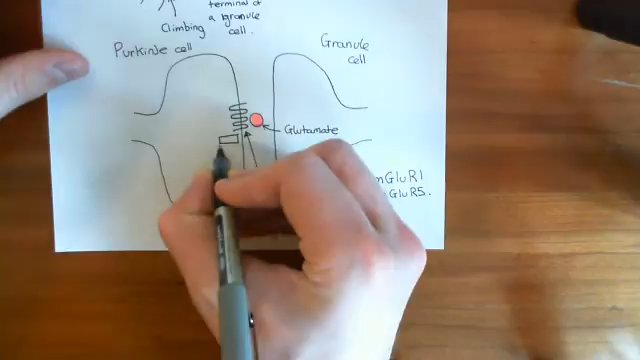 terminal of
a granule
cell.
Climbing
Purkinje cell
Granule
cell
Glutamate
mGluR1
GluR5.